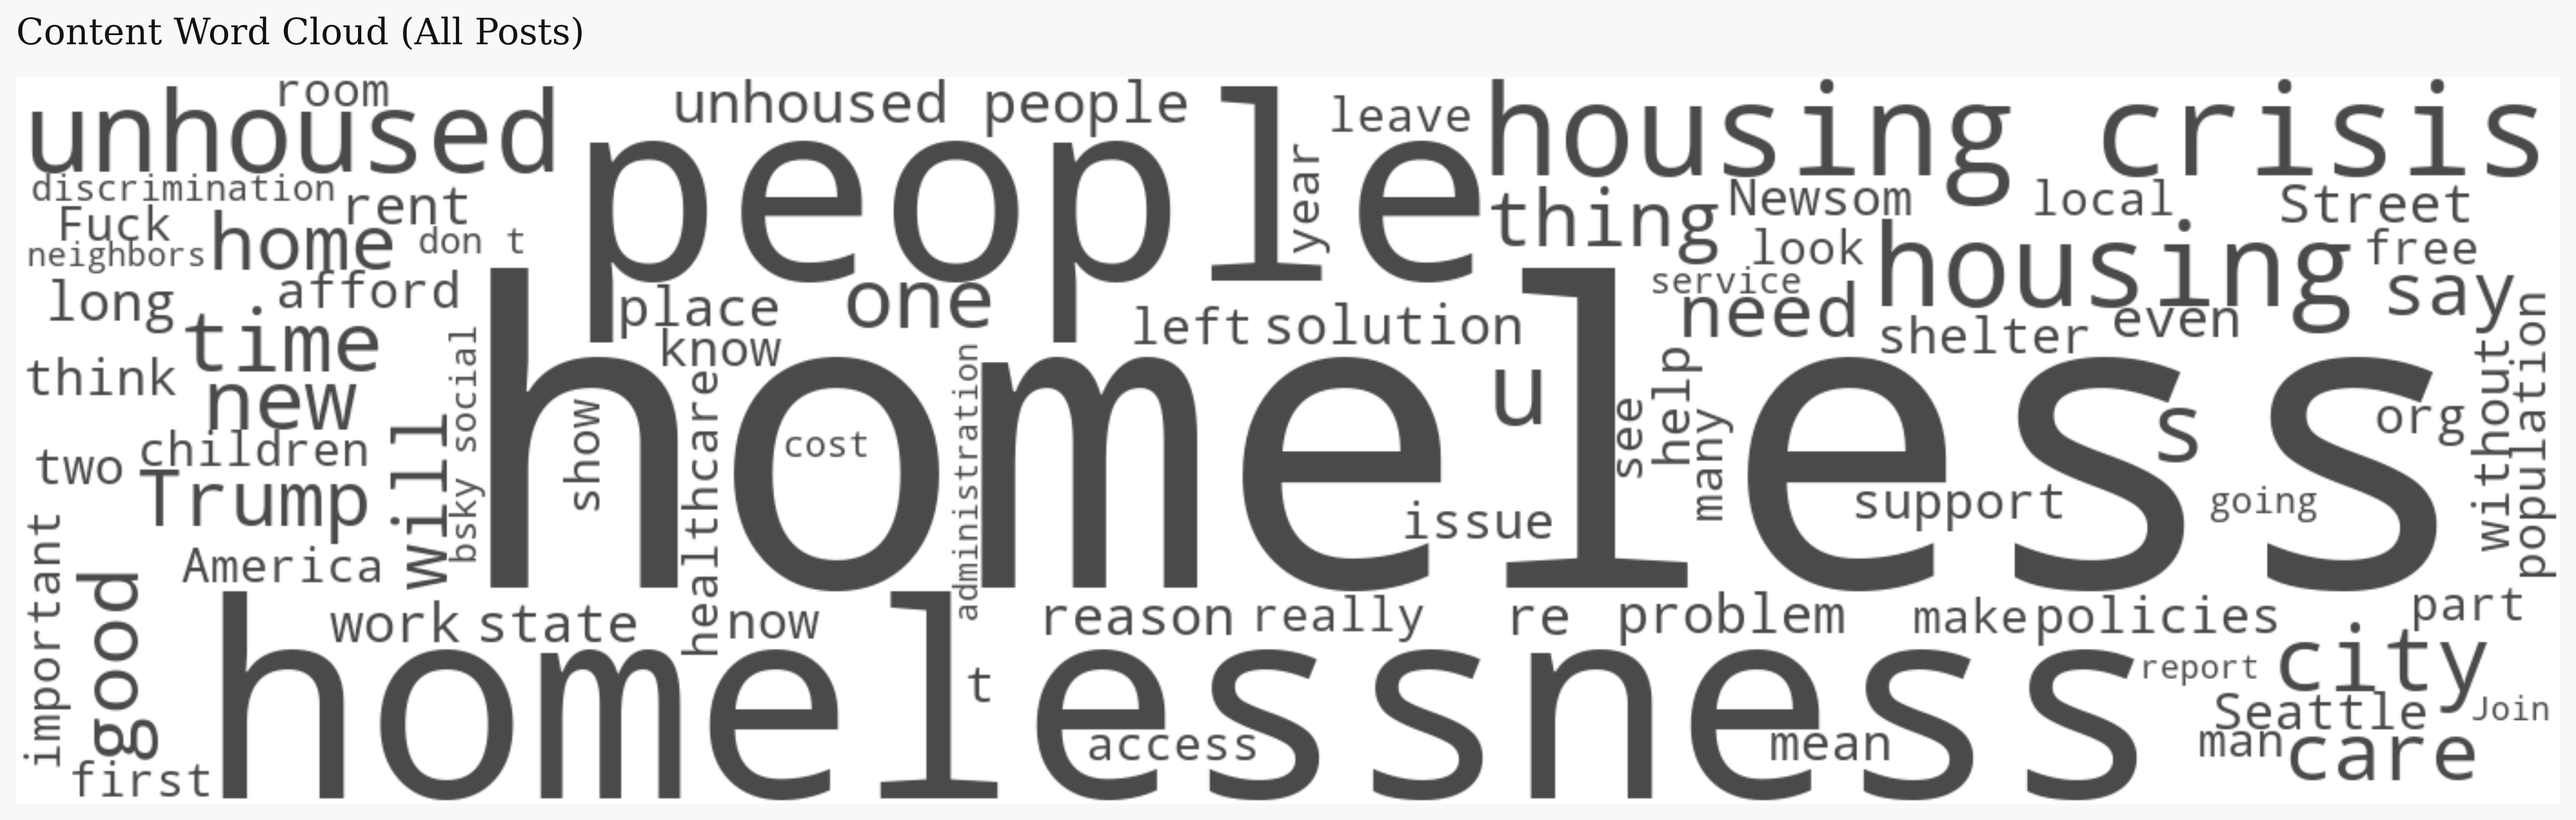 Content Word Cloud (All Posts)
room
unhoused
unhoused people
people
leave
year
housing crisis
discrimination
rent
Fuck
home
don t
neighbors
thing
Newsom
local
Street
look
housing
free
service
need
say
long
afford
place
one
left
solution
shelter
even
time
know
think
new
homeless
u
help
see
many
s
org
without
population
will
bsky social
show
healthcare
cost
administration
two
children
Trump
issue
support
going
America
important
good
work
state
now
reason
really
re
problem
make
policies
part
homelessness
t
report
city
Seattle
Join
access
mean
man
care
first